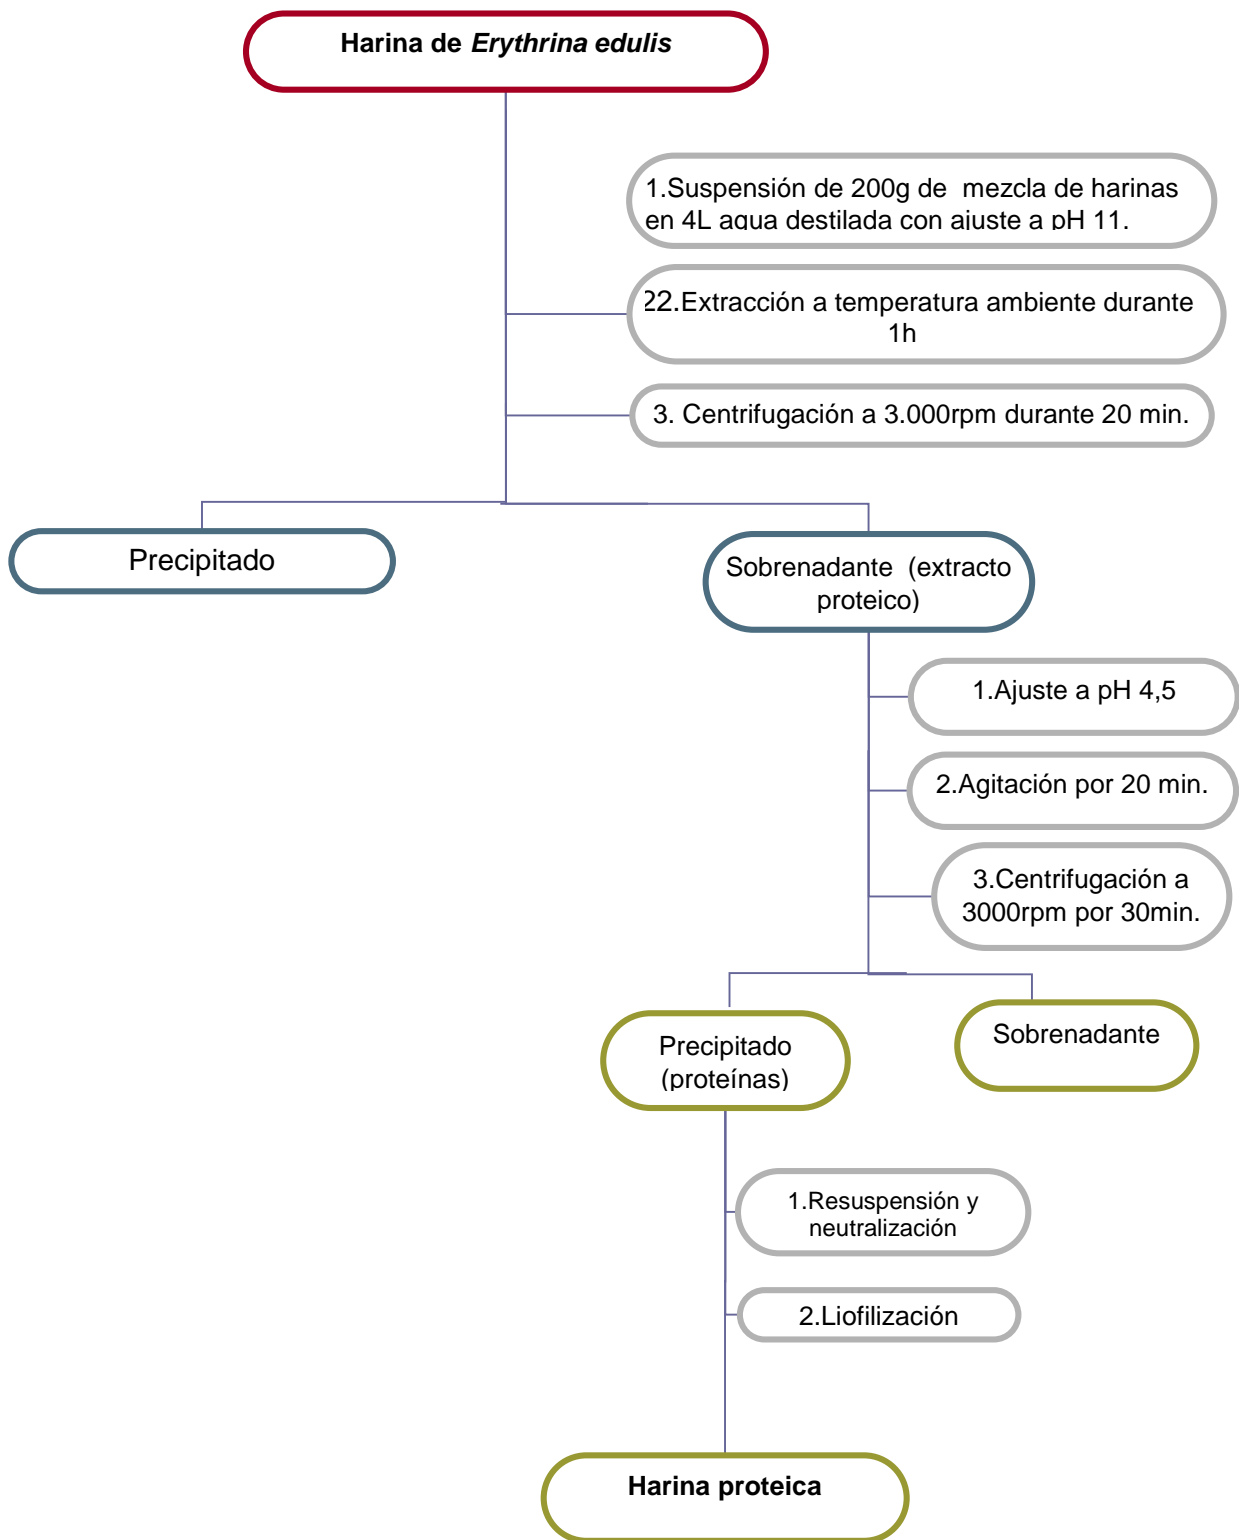 Harina de Erythrina edulis
1.Suspensión de 200g de mezcla de harinas
en 4L agua destilada con ajuste a pH 11.
22.Extracción a temperatura ambiente durante
1h
3. Centrifugación a 3.000rpm durante 20 min.
Precipitado
Sobrenadante (extracto
proteico)
1.Ajuste a pH 4,5
2.Agitación por 20 min.
3.Centrifugación a
3000rpm por 30min.
Precipitado
(proteínas)
Sobrenadante
1.Resuspensión y
neutralización
2.Liofilización
Harina proteica